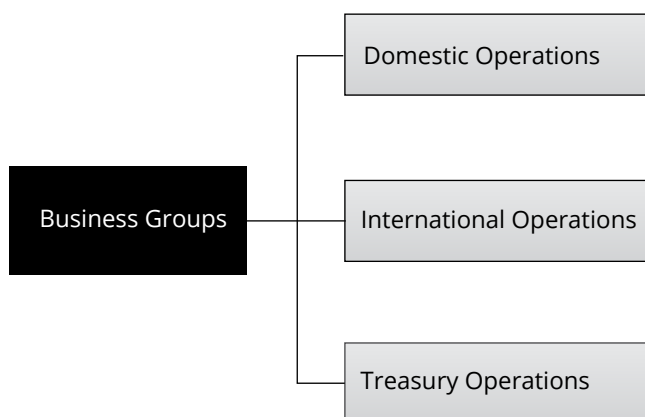 Domestic Operations
Business Groups
International Operations
Treasury Operations